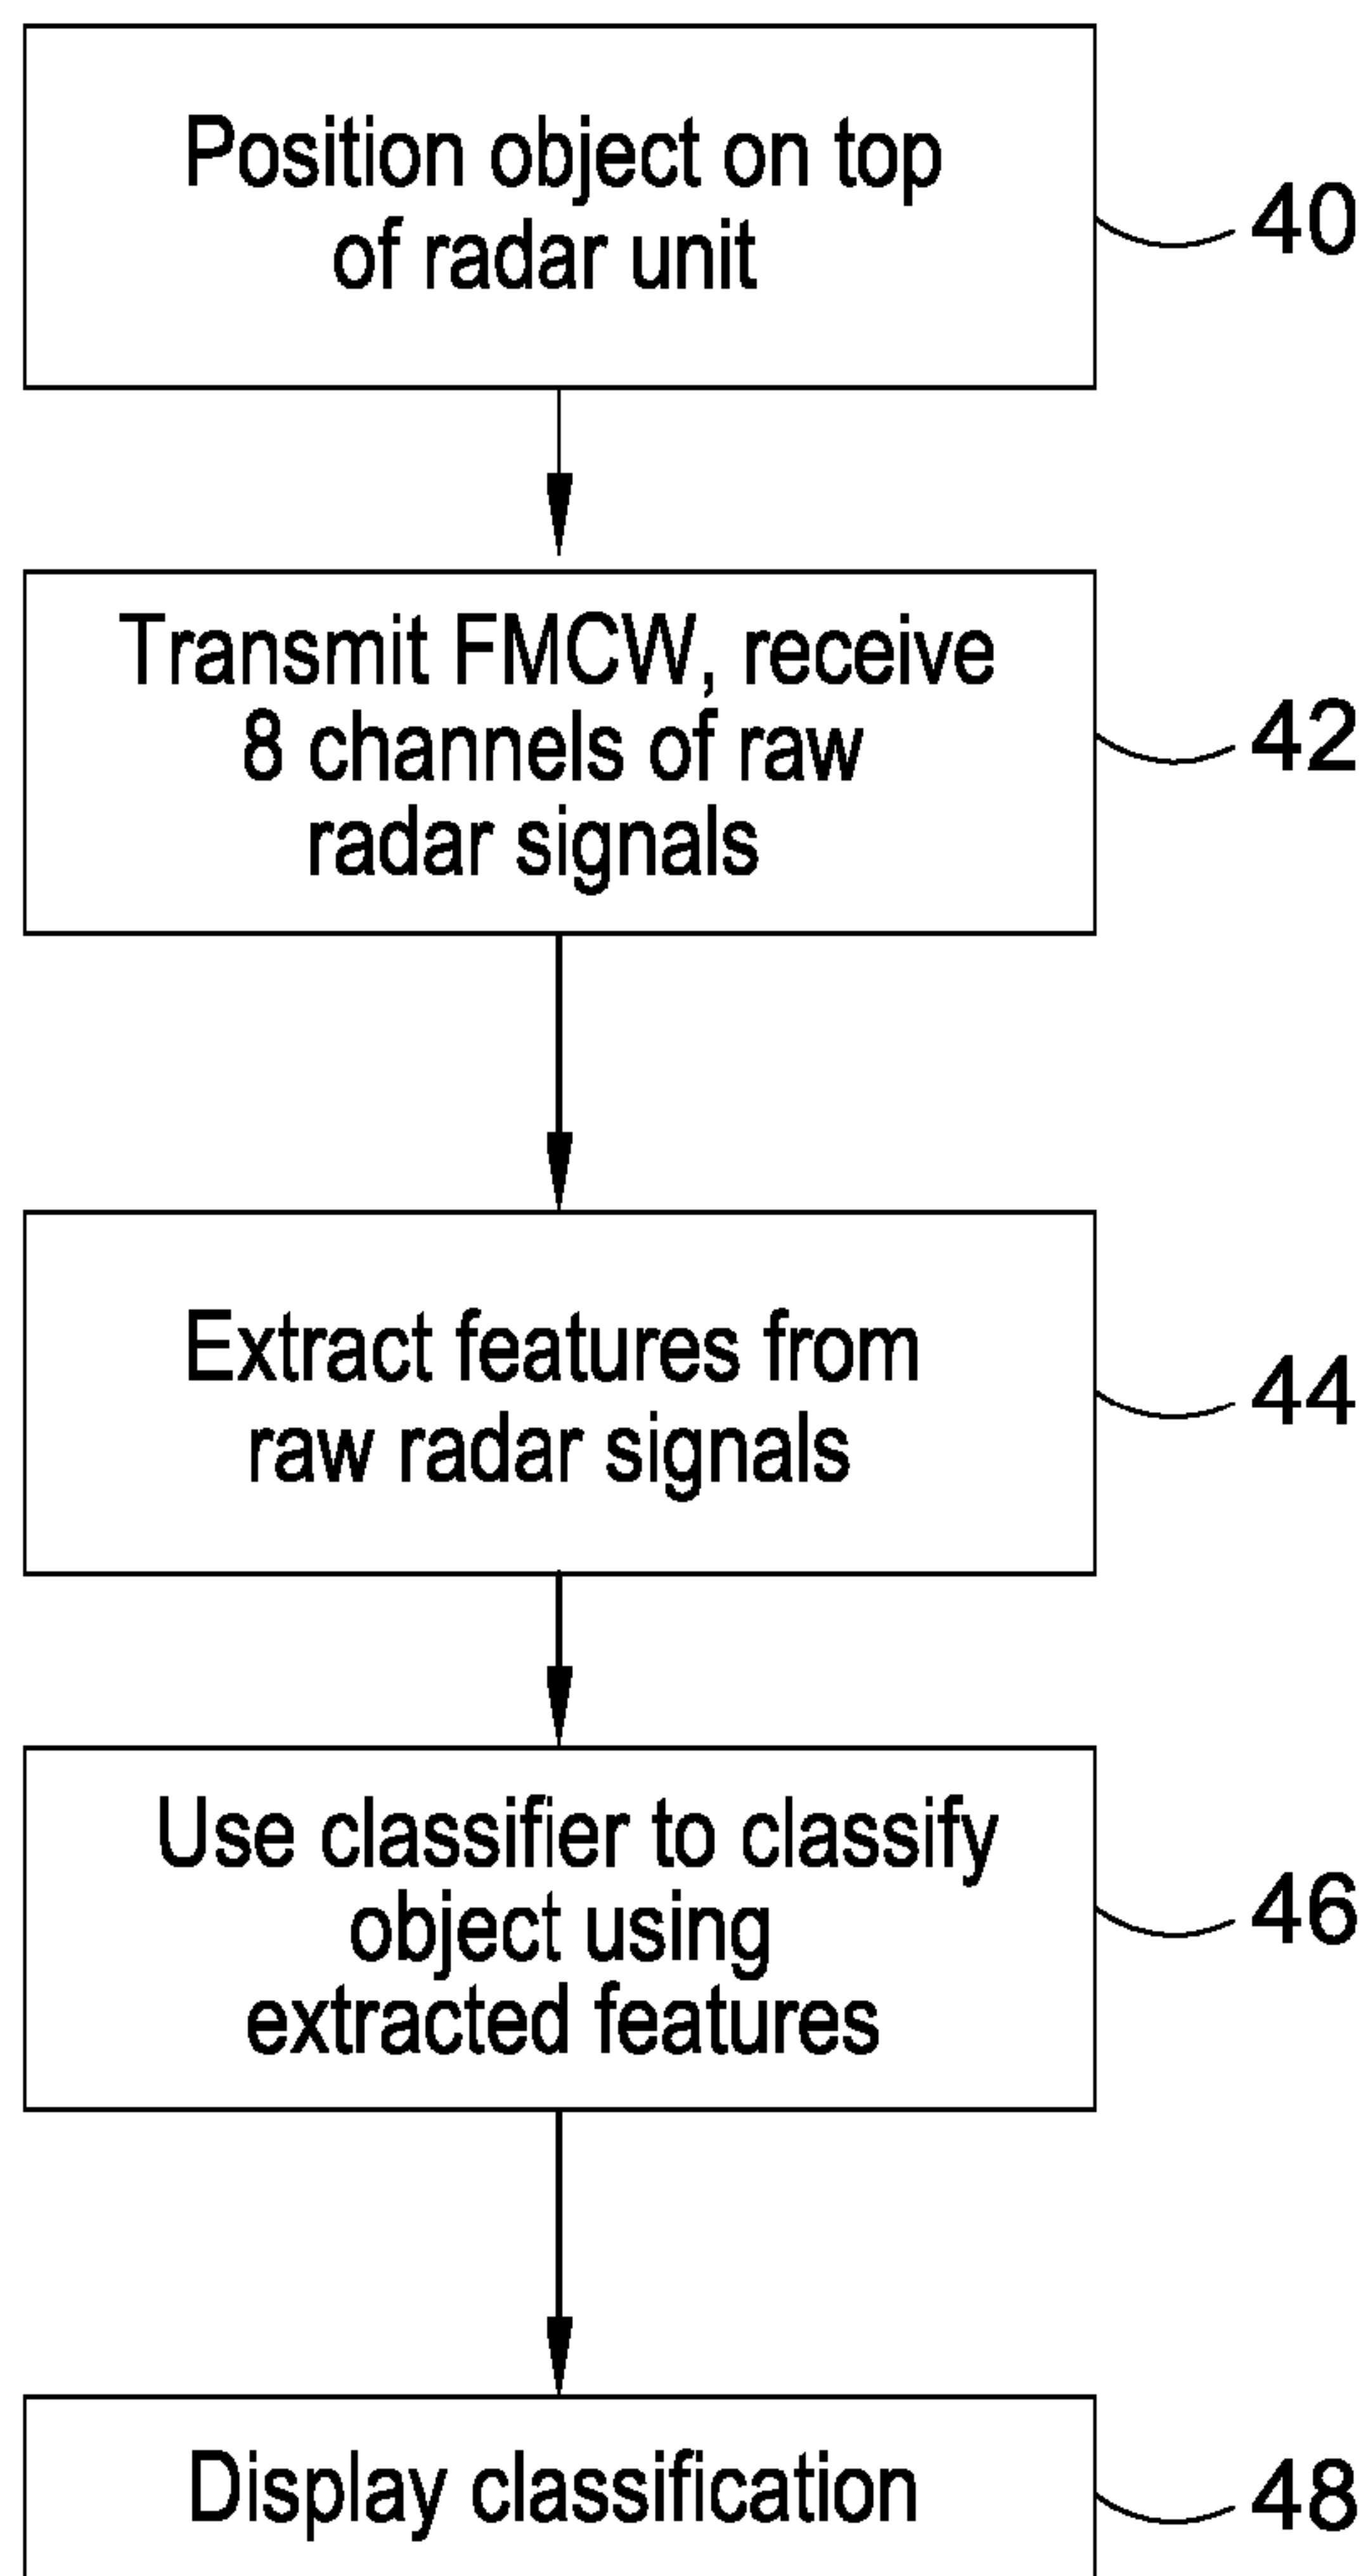 Position object on top
of radar unit
40
Transmit FMCW, receive
8 channels of raw
radar signals
42
Extract features from
raw radar signals
44
Use classifier to classify
object using
extracted features
46
Display classification
48